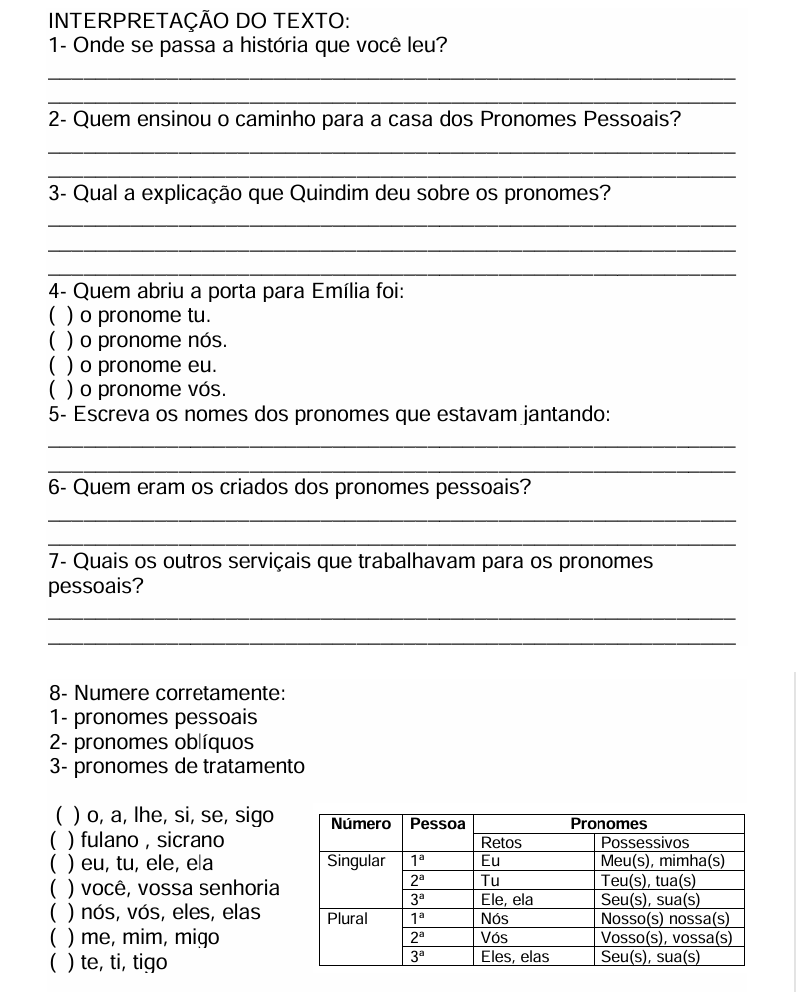 INTERPRETAÇÃO DO TEXTO:
1- Onde se passa a história que você leu?
2- Quem ensinou o caminho para a casa dos Pronomes Pessoais?
3- Qual a explicação que Quindim deu sobre os pronomes?
4- Quem abriu a porta para Emília foi:
( ) o pronome tu.
( ) o pronome nós.
( ) o pronome eu.
( ) o pronome vós.
5- Escreva os nomes dos pronomes que estavam jantando:
6- Quem eram os criados dos pronomes pessoais?
7- Quais os outros serviçais que trabalhavam para os pronomes
pessoais?
8- Numere corretamente:
1- pronomes pessoais
2- pronomes oblíquos
3- pronomes de tratamento
( ) o, a, lhe, si, se, sigo
( ) fulano , sicrano
( ) eu, tu, ele, ela
( ) você, vossa senhoria
( ) nós, vós, eles, elas
( ) me, mim, migo
( ) te, ti, tigo
Número Pessoa Pronomes
Retos Possessivos
Singular 1ª Eu Meu(s), mimha(s)
2ª Tu Teu(s), tua(s)
3ª Ele, ela Seu(s), sua(s)
Plural 1ª Nós Nosso(s) nossa(s)
2ª Vós Vosso(s), vossa(s)
3ª Eles, elas Seu(s), sua(s)